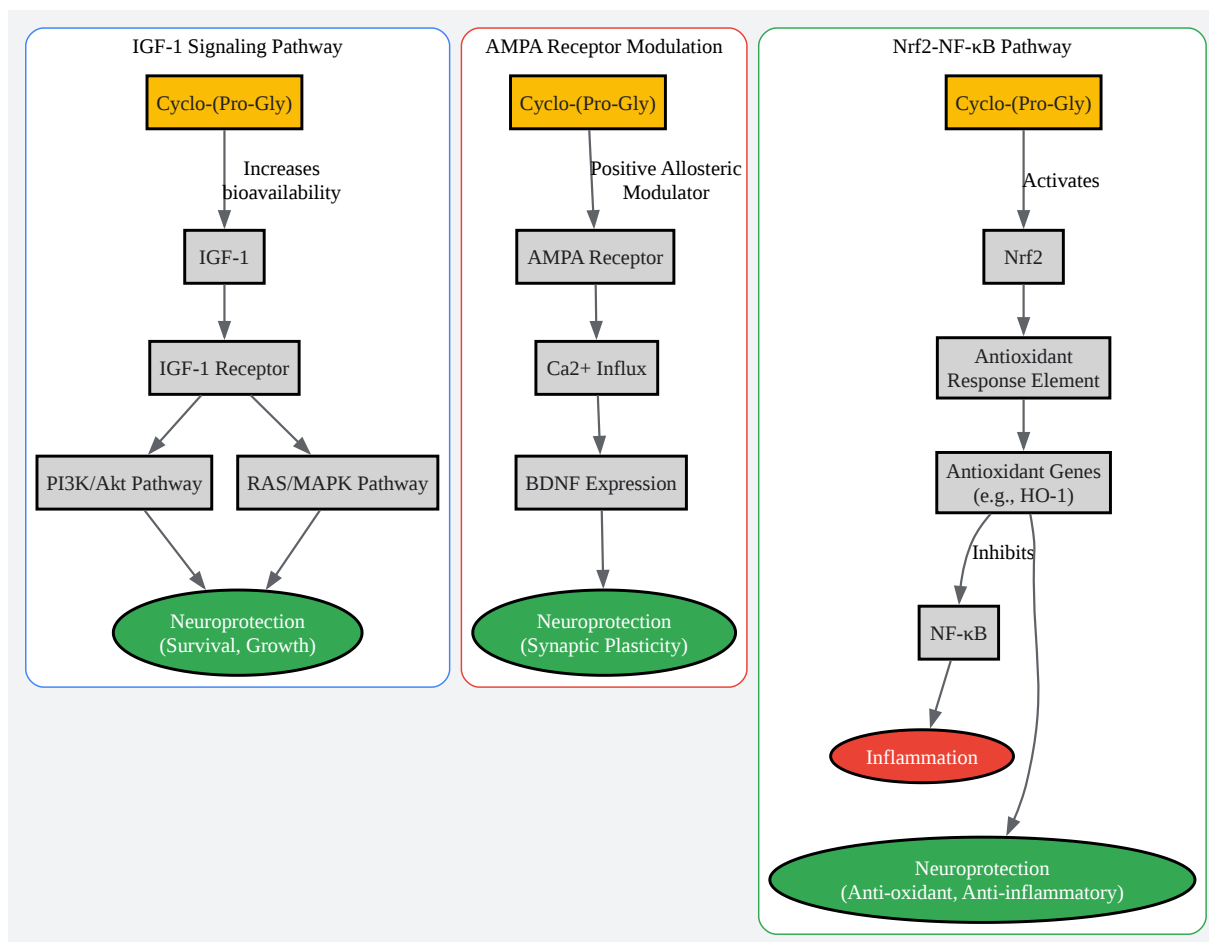 IGF-1 Signaling Pathway
Cyclo-(Pro-Gly)
Increases
bioavailability
IGF-1
IGF-1 Receptor
PI3K/Akt Pathway
RAS/MAPK Pathway
Neuroprotection
(Survival, Growth)
AMPA Receptor Modulation
Cyclo-(Pro-Gly)
Positive Allosteric
Modulator
AMPA Receptor
Ca2+ Influx
BDNF Expression
Neuroprotection
(Synaptic Plasticity)
Nrf2-NF-κB Pathway
Cyclo-(Pro-Gly)
Activates
Nrf2
Antioxidant
Response Element
Antioxidant Genes
(e.g., HO-1)
Inhibits
NF-κB
Inflammation
Neuroprotection
(Anti-oxidant, Anti-inflammatory)